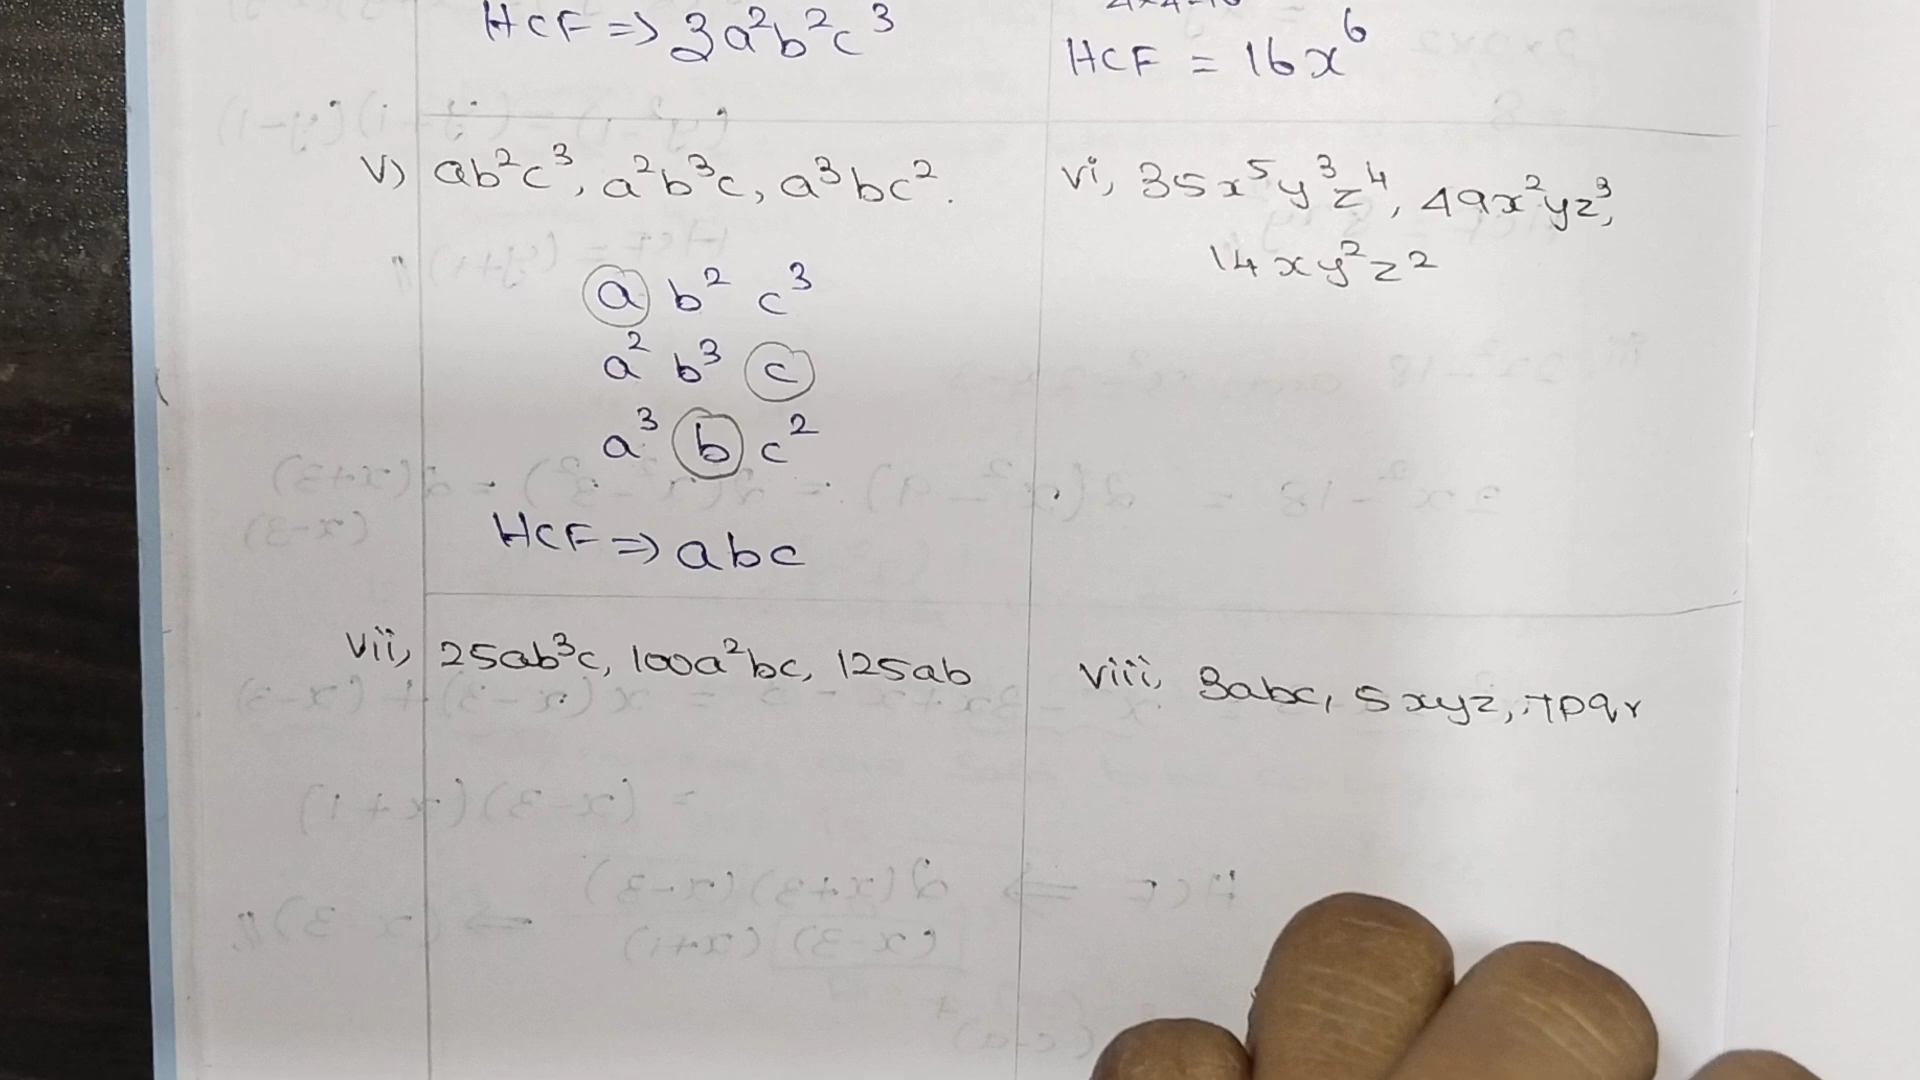 HCF => 3a²b²c³
HCF = 16x⁶
v) ab²c³, a²b³c, a³bc².
a b² c³
a² b³ c
a³ b c²
HCF => abc
vi, 35x⁵y³z⁴, 49x²yz³,
14xy²z²
vii, 25ab³c, 100a²bc, 125ab
viii, 3abc, 5xyz, 7pqr